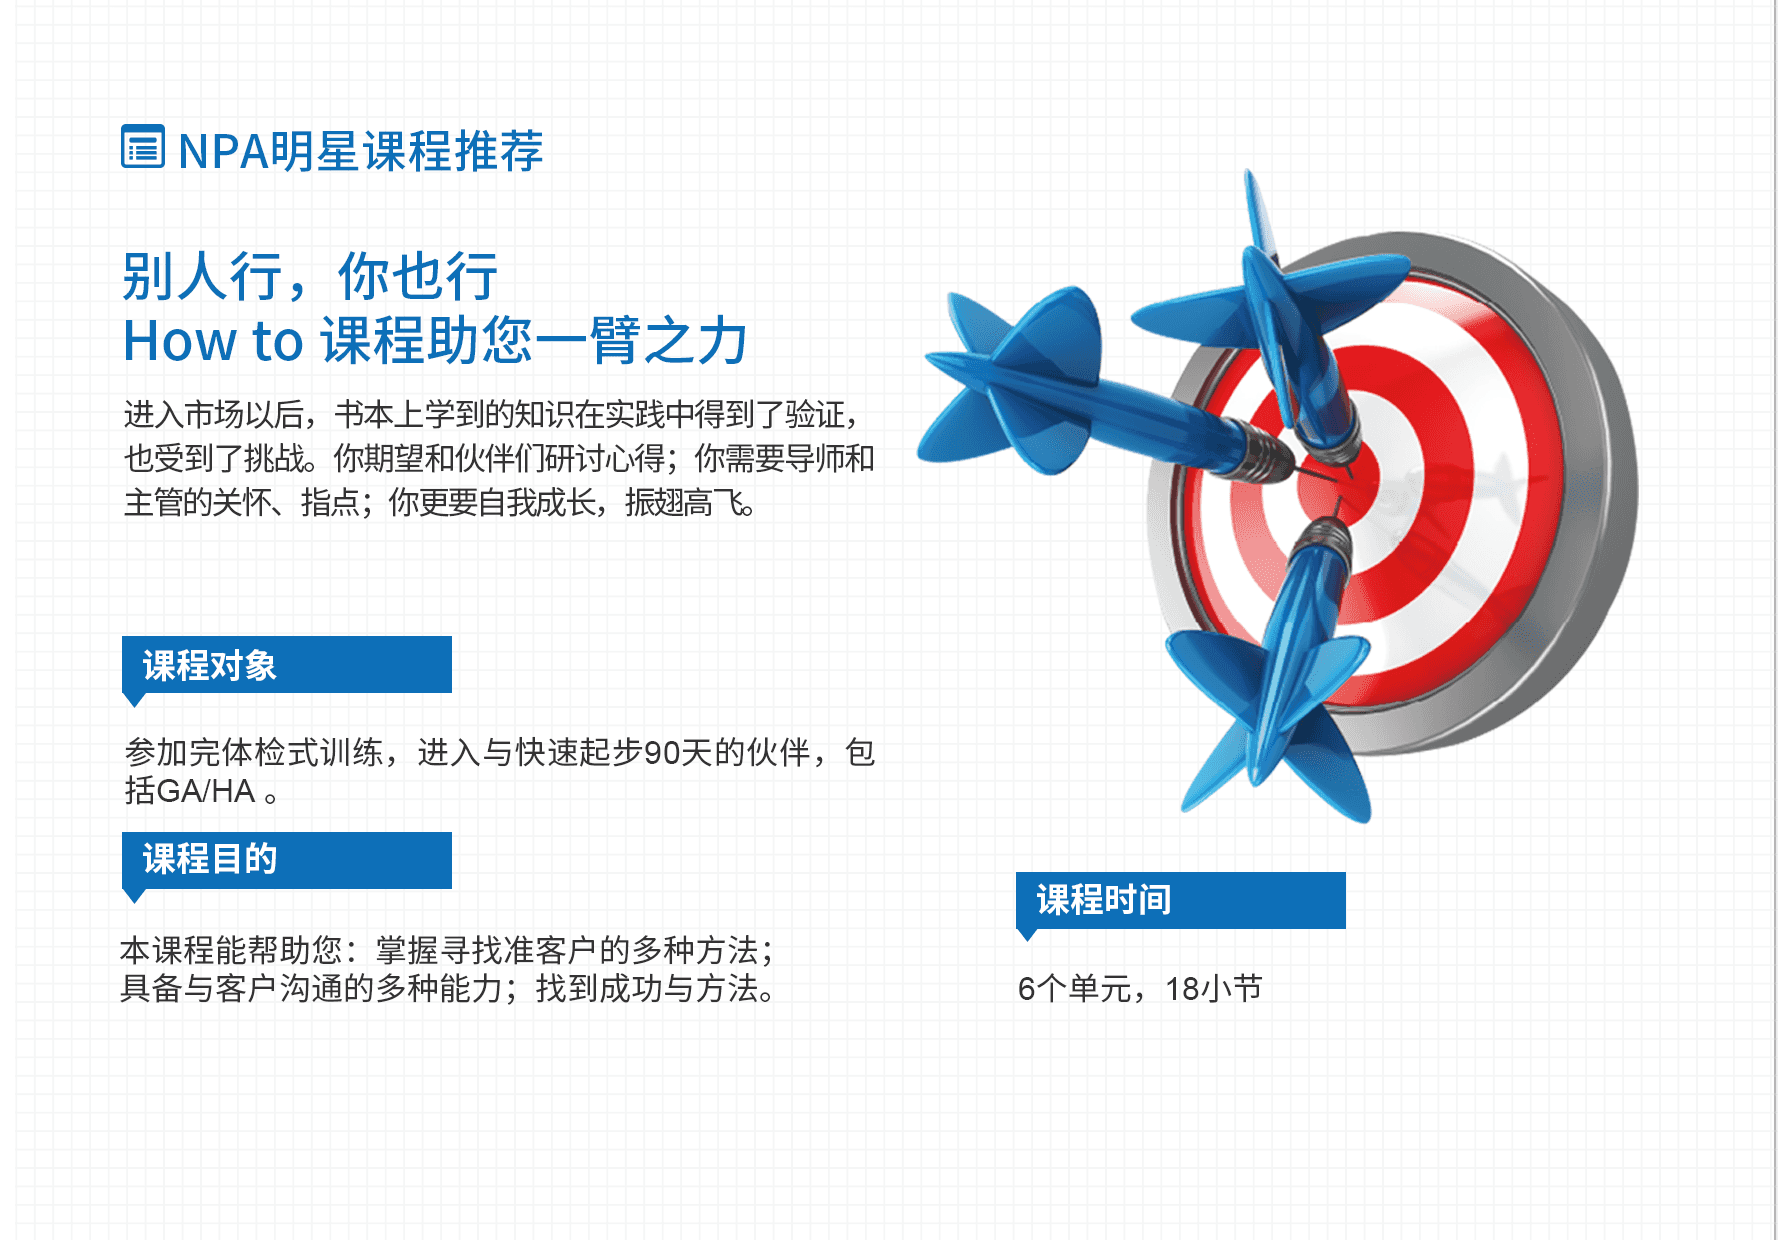 NPA明星课程推荐
别人行，你也行
How to 课程助您一臂之力
进入市场以后，书本上学到的知识在实践中得到了验证，
也受到了挑战。你期望和伙伴们研讨心得；你需要导师和
主管的关怀、指点；你更要自我成长，振翅高飞。
课程对象
参加完体检式训练，进入与快速起步90天的伙伴，包
括GA/HA 。
课程目的
本课程能帮助您：掌握寻找准客户的多种方法；
具备与客户沟通的多种能力；找到成功与方法。
课程时间
6个单元，18小节